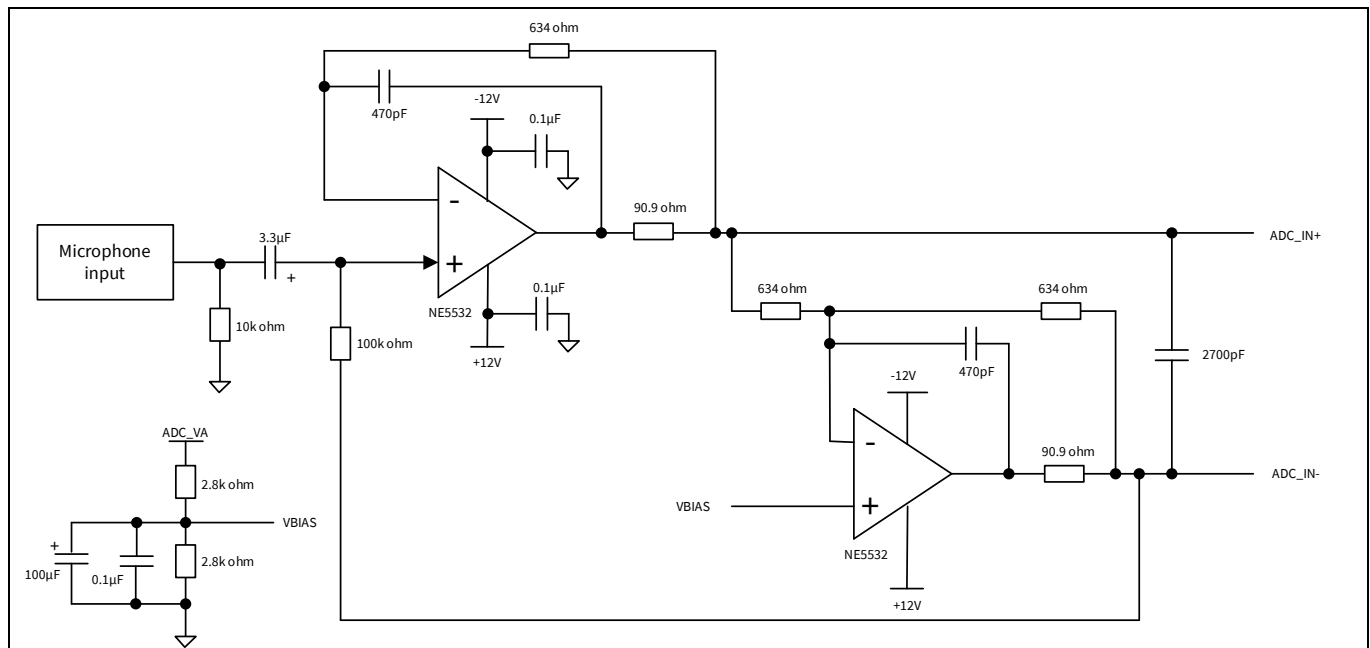 634 ohm
470pF
-12V
0.1µF
-
90.9 ohm
Microphone
input
3.3µF
+
+
ADC_IN+
10k ohm
NE5532
0.1µF
100k ohm
+12V
634 ohm
634 ohm
2700pF
470pF
-12V
ADC_VA
2.8k ohm
-
90.9 ohm
ADC_IN-
VBIAS
+
VBIAS
+
2.8k ohm
100µF
0.1µF
NE5532
+12V